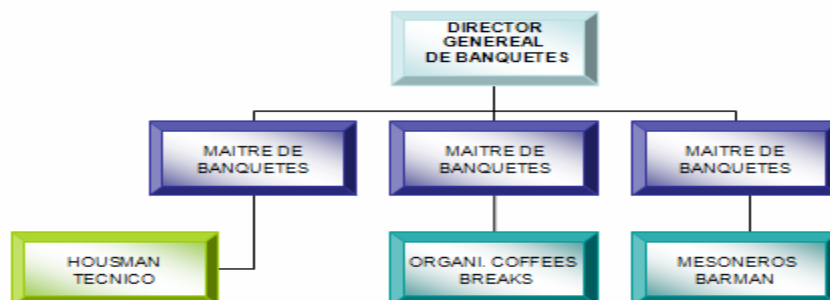 DIRECTOR
GENEREAL
DE BANQUETES
MAITRE DE
BANQUETES
MAITRE DE
BANQUETES
MAITRE DE
BANQUETES
HOUSMAN
TECNICO
ORGANI. COFFEES
BREAKS
MESONEROS
BARMAN